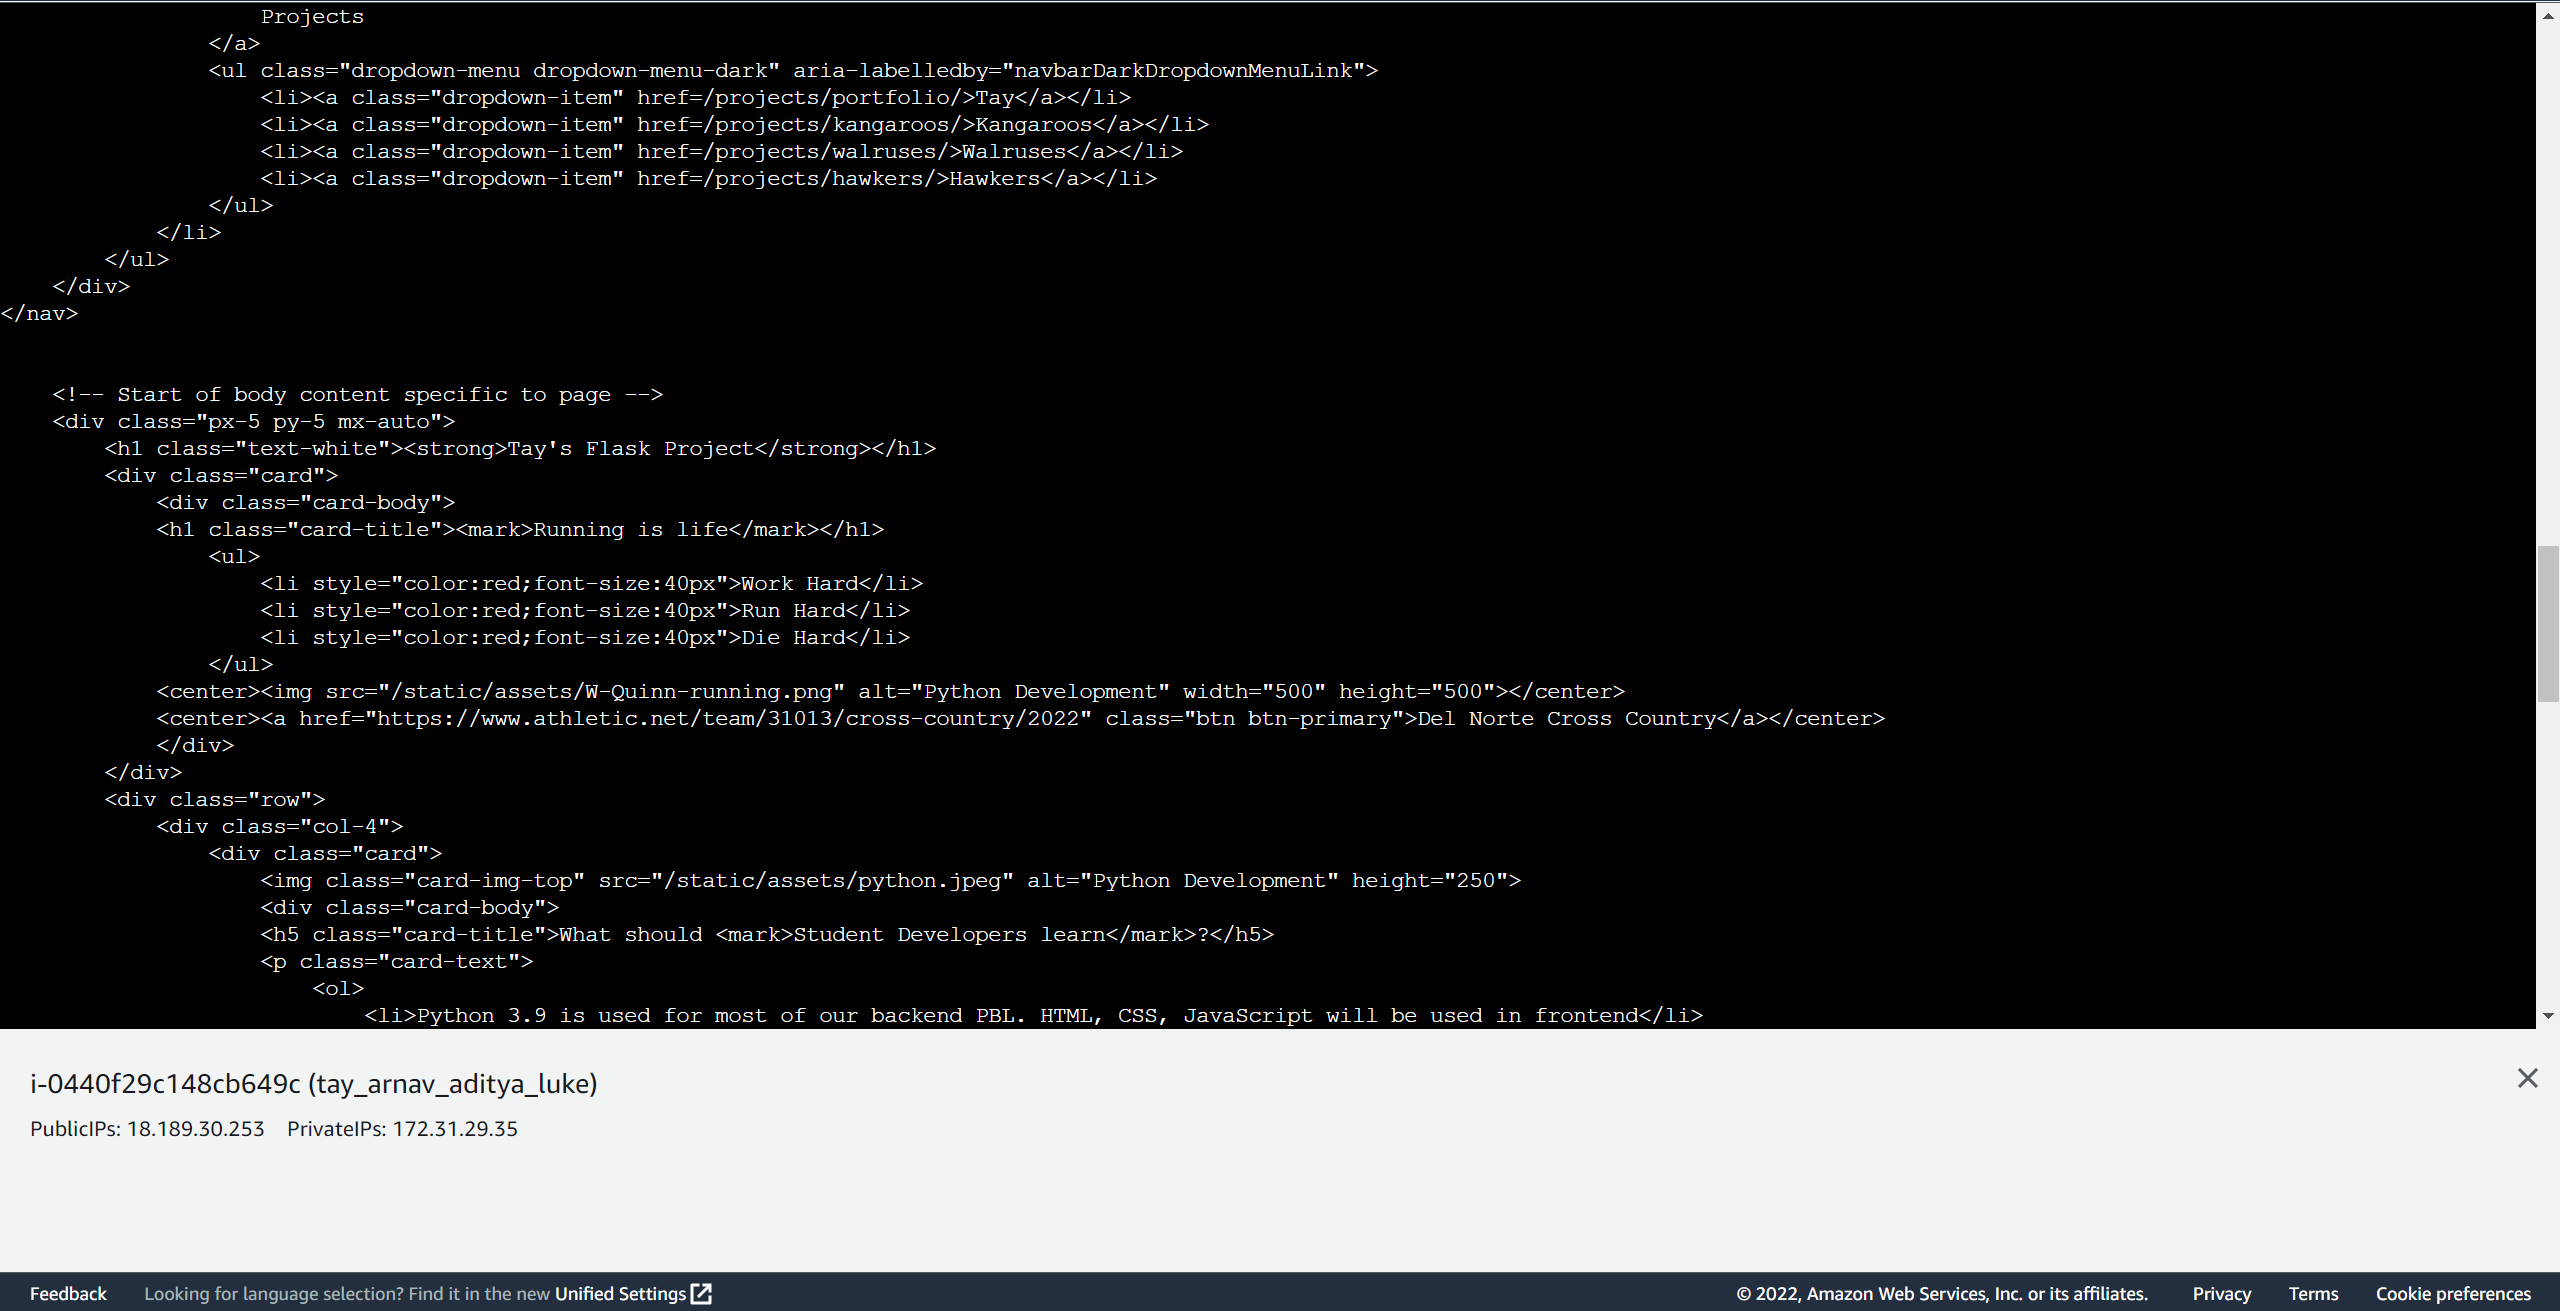 Projects
                </a>
                <ul class="dropdown-menu dropdown-menu-dark" aria-labelledby="navbarDarkDropdownMenuLink">
                    <li><a class="dropdown-item" href=/projects/portfolio/>Tay</a></li>
                    <li><a class="dropdown-item" href=/projects/kangaroos/>Kangaroos</a></li>
                    <li><a class="dropdown-item" href=/projects/walruses/>Walruses</a></li>
                    <li><a class="dropdown-item" href=/projects/hawkers/>Hawkers</a></li>
                </ul>
            </li>
        </ul>
    </div>
</nav>
    <!-- Start of body content specific to page -->
    <div class="px-5 py-5 mx-auto">
        <h1 class="text-white"><strong>Tay's Flask Project</strong></h1>
        <div class="card">
            <div class="card-body">
            <h1 class="card-title"><mark>Running is life</mark></h1>
                <ul>
                    <li style="color:red;font-size:40px">Work Hard</li>
                    <li style="color:red;font-size:40px">Run Hard</li>
                    <li style="color:red;font-size:40px">Die Hard</li>
                </ul>
            <center><img src="/static/assets/W-Quinn-running.png" alt="Python Development" width="500" height="500"></center>
            <center><a href="https://www.athletic.net/team/31013/cross-country/2022" class="btn btn-primary">Del Norte Cross Country</a></center>
            </div>
        </div>
        <div class="row">
            <div class="col-4">
                <div class="card">
                    <img class="card-img-top" src="/static/assets/python.jpeg" alt="Python Development" height="250">
                    <div class="card-body">
                    <h5 class="card-title">What should <mark>Student Developers learn</mark>?</h5>
                    <p class="card-text">
                        <ol>
                            <li>Python 3.9 is used for most of our backend PBL. HTML, CSS, JavaScript will be used in frontend</li>
i-0440f29c148cb649c (tay_arnav_aditya_luke)
PublicIPs: 18.189.30.253 PrivateIPs: 172.31.29.35
Feedback Looking for language selection? Find it in the new Unified Settings © 2022, Amazon Web Services, Inc. or its affiliates. Privacy Terms Cookie preferences